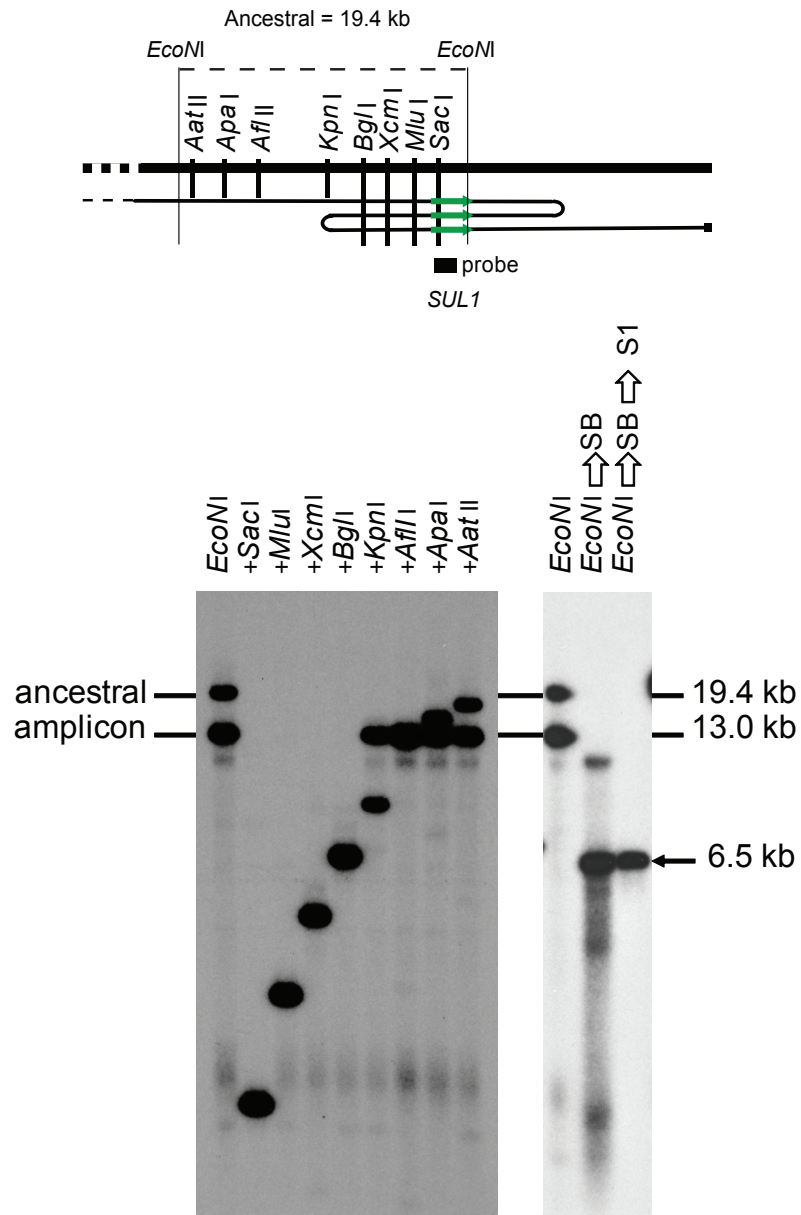 Ancestral = 19.4 kb
EcoNI EcoNI
AatII ApaI AflII KpnI BglI XcmI MluI SacI
probe
SUL1
EcoNI +SacI +MluI +XcmI +BglI +KpnI +AflI +ApaI +AatII
EcoNI EcoNI⇨SB EcoNI⇨SB⇨S1
ancestral 19.4 kb
amplicon 13.0 kb
6.5 kb